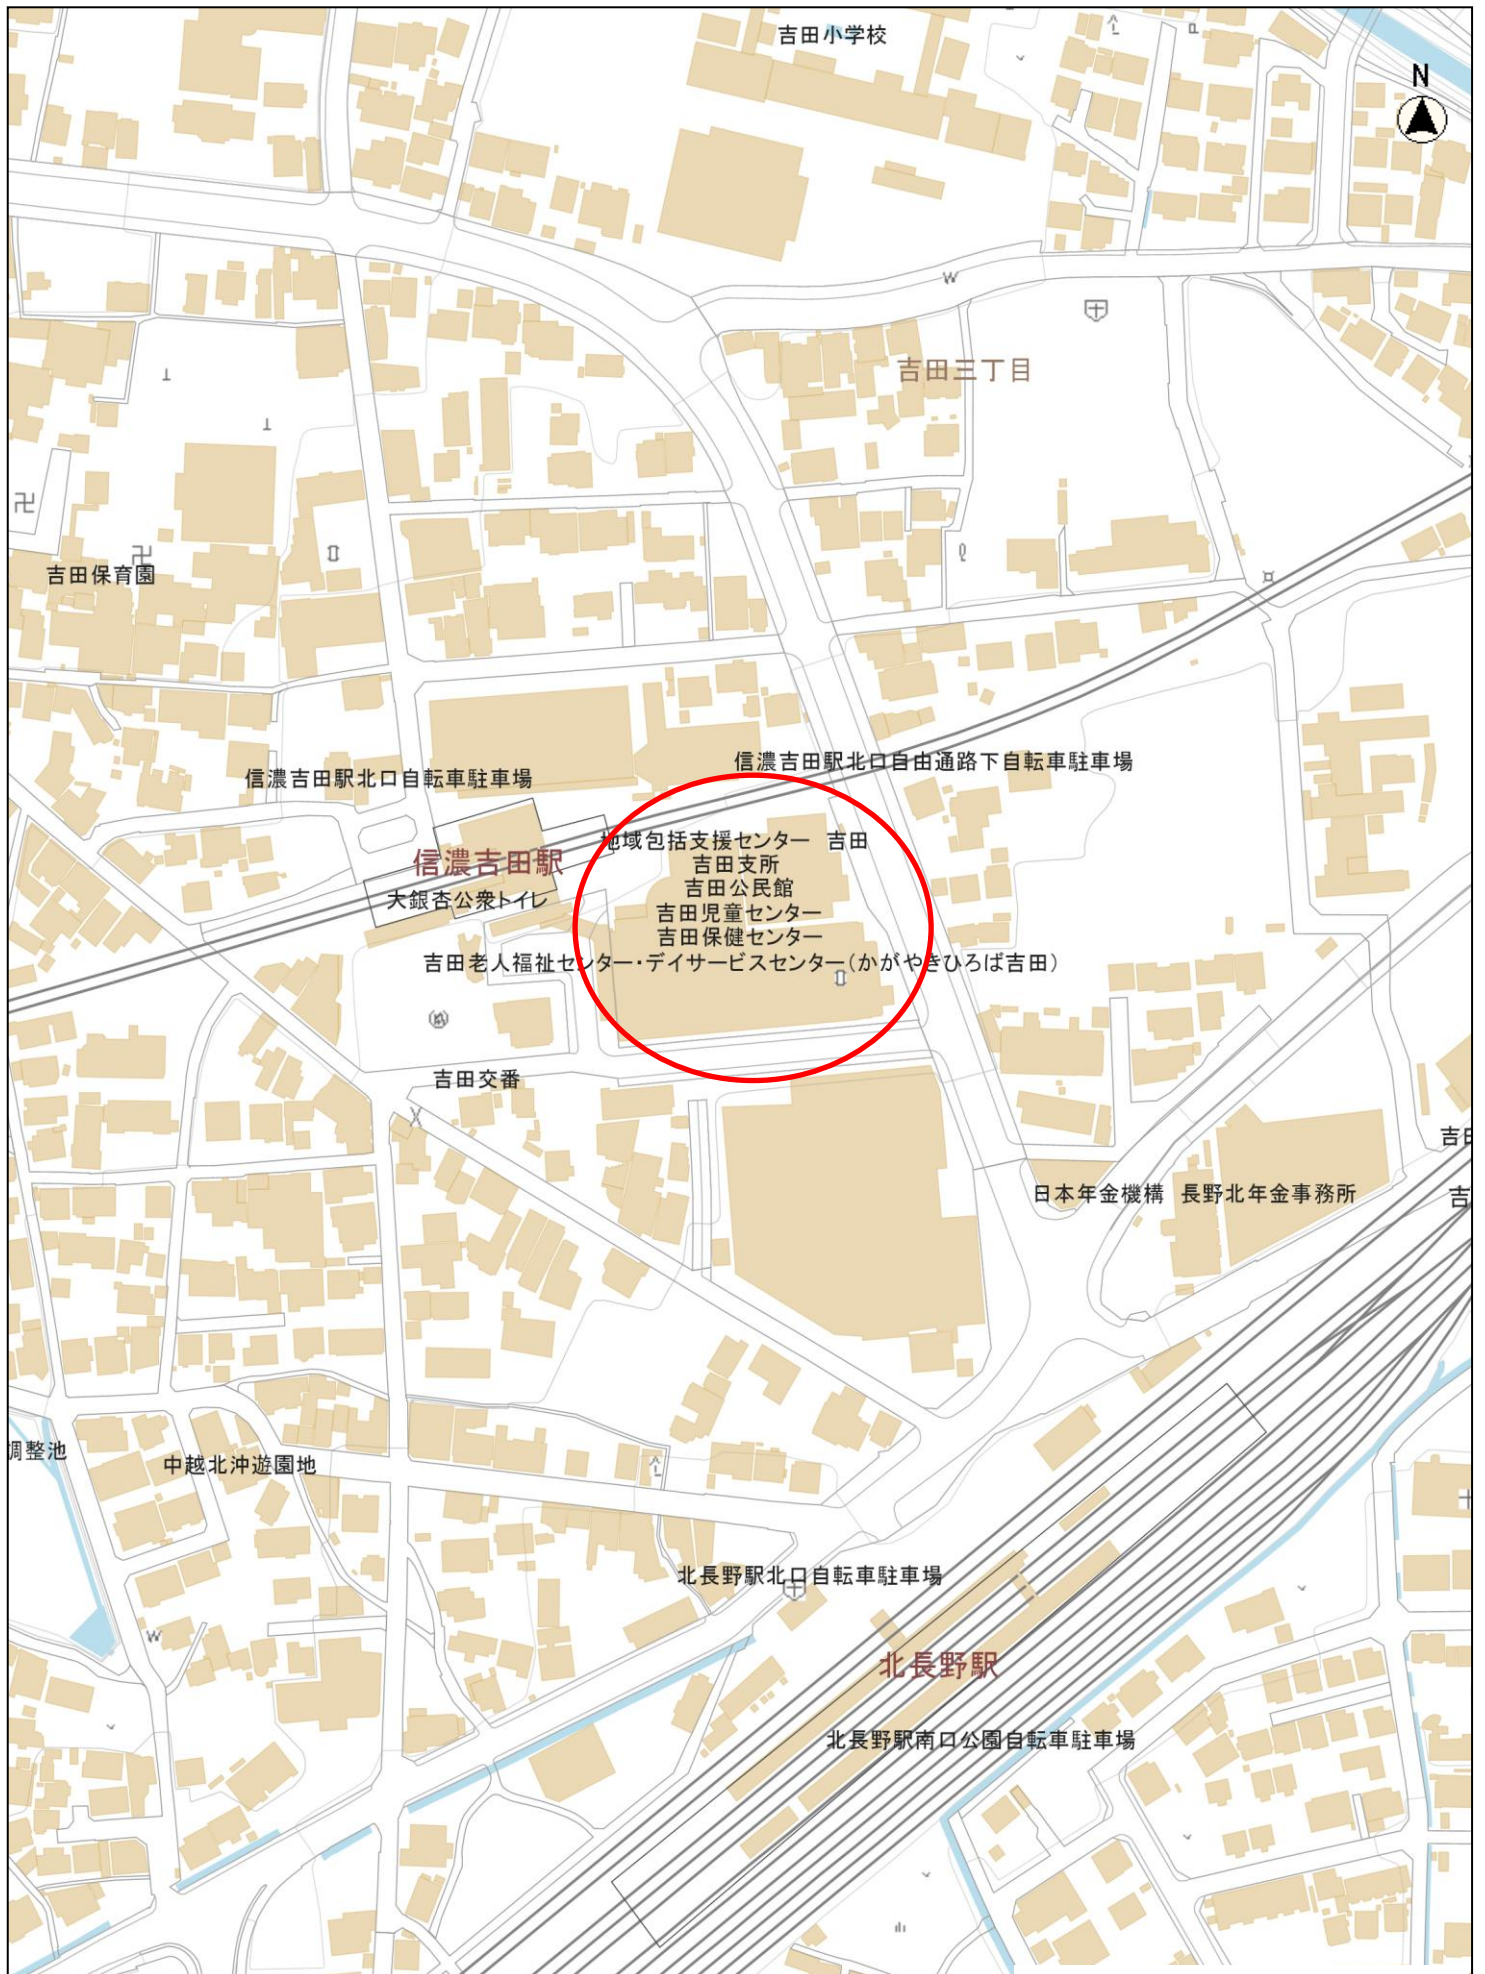 吉田小学校
N
吉田三丁目
吉田保育園
信濃吉田駅北口自由通路下自転車駐車場
信濃吉田駅北口自転車駐車場
地域包括支援センター 吉田
信濃吉田駅
吉田支所
吉田公民館
大銀杏公衆トイレ
吉田児童センター
吉田保健センター
吉田老人福祉センター・デイサービスセンター(かがやきひろば吉田)
吉田交番
吉田
日本年金機構 長野北年金事務所
吉
調整池
中越北沖遊園地
北長野駅北口自転車駐車場
北長野駅
北長野駅南口公園自転車駐車場